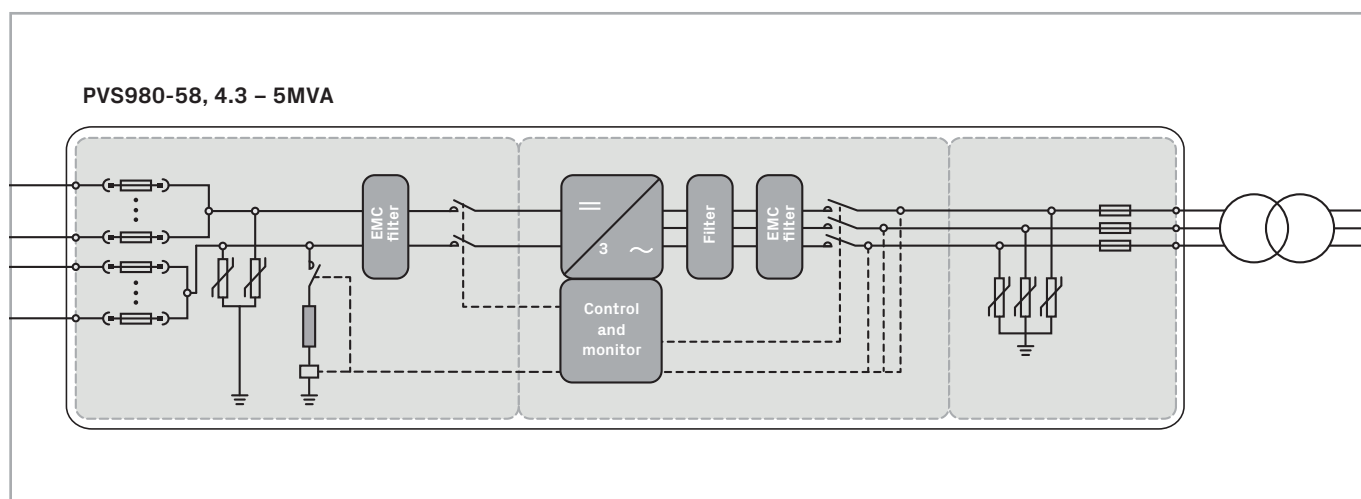 PVS980-58, 4.3 – 5MVA
EMC
filter
3
Filter
EMC
filter
Control
and
monitor